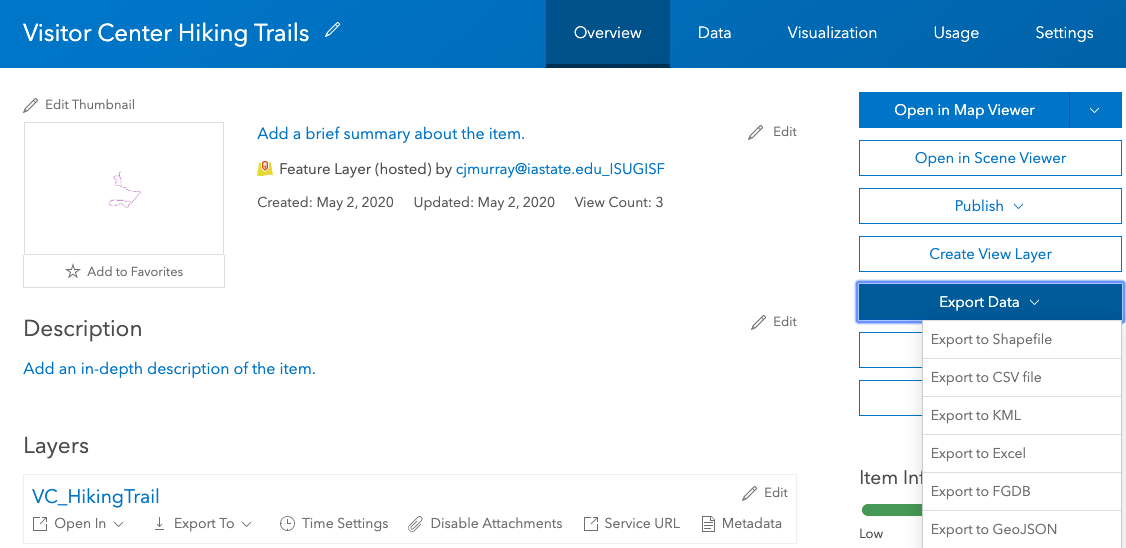 Visitor Center Hiking Trails
Overview
Data
Visualization
Usage
Settings
Edit Thumbnail
Add to Favorites
Add a brief summary about the item.
Edit
Feature Layer (hosted) by cjmurray@iastate.edu_ISUGISF
Created: May 2, 2020 Updated: May 2, 2020 View Count: 3
Description
Edit
Add an in-depth description of the item.
Layers
VC_HikingTrail
Edit
Open In
Export To
Time Settings
Disable Attachments
Service URL
Metadata
Open in Map Viewer
Open in Scene Viewer
Publish
Create View Layer
Export Data
Export to Shapefile
Export to CSV file
Export to KML
Export to Excel
Export to FGDB
Export to GeoJSON
Item
Low